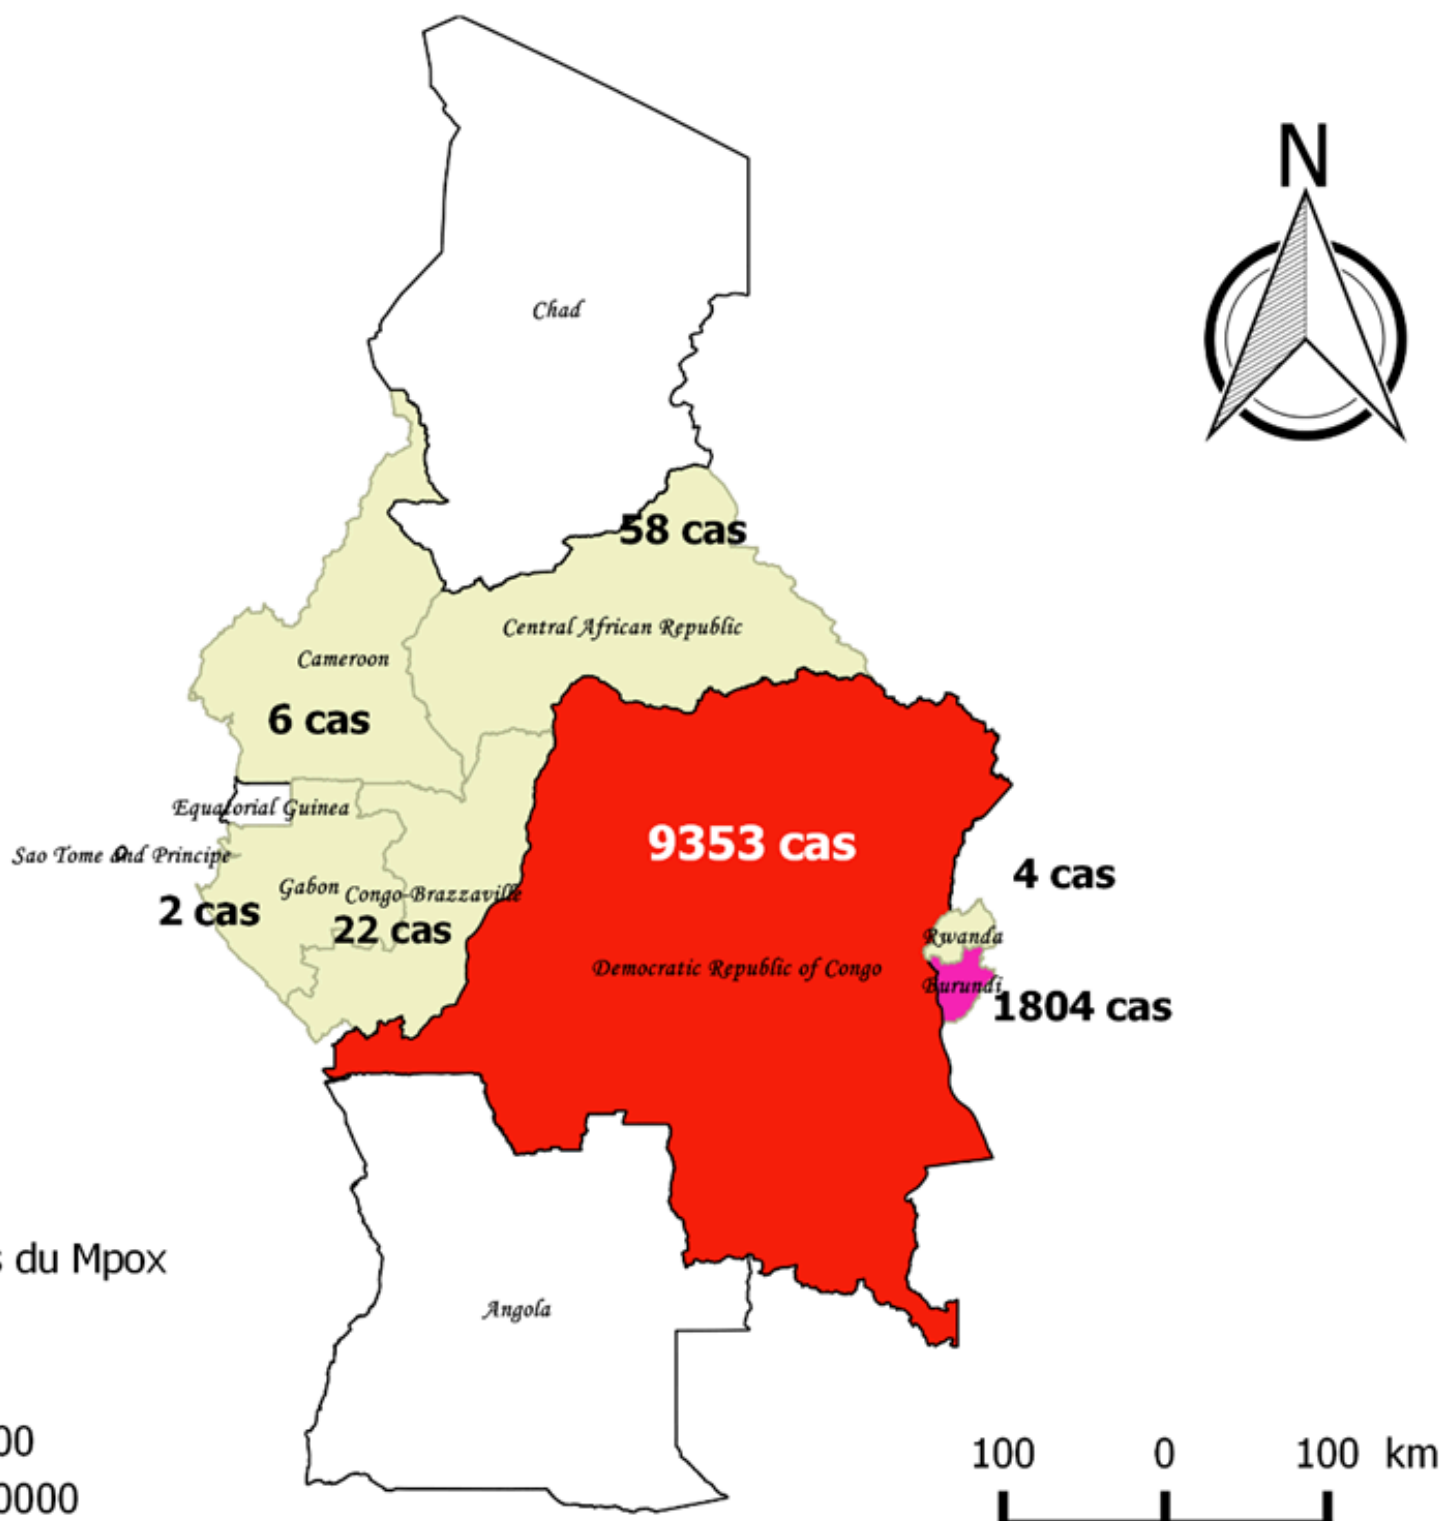 N
Chad
58 cas
Central African Republic
Cameroon
6 cas
Equatorial Guinea
9353 cas
Sao Tome and Principe
4 cas
Gabon
Congo-Brazzaville
2 cas
22 cas
Rwanda
Democratic Republic of Congo
Burundi
1804 cas
du Mpox
Angola
00
0000
100 0 100 km